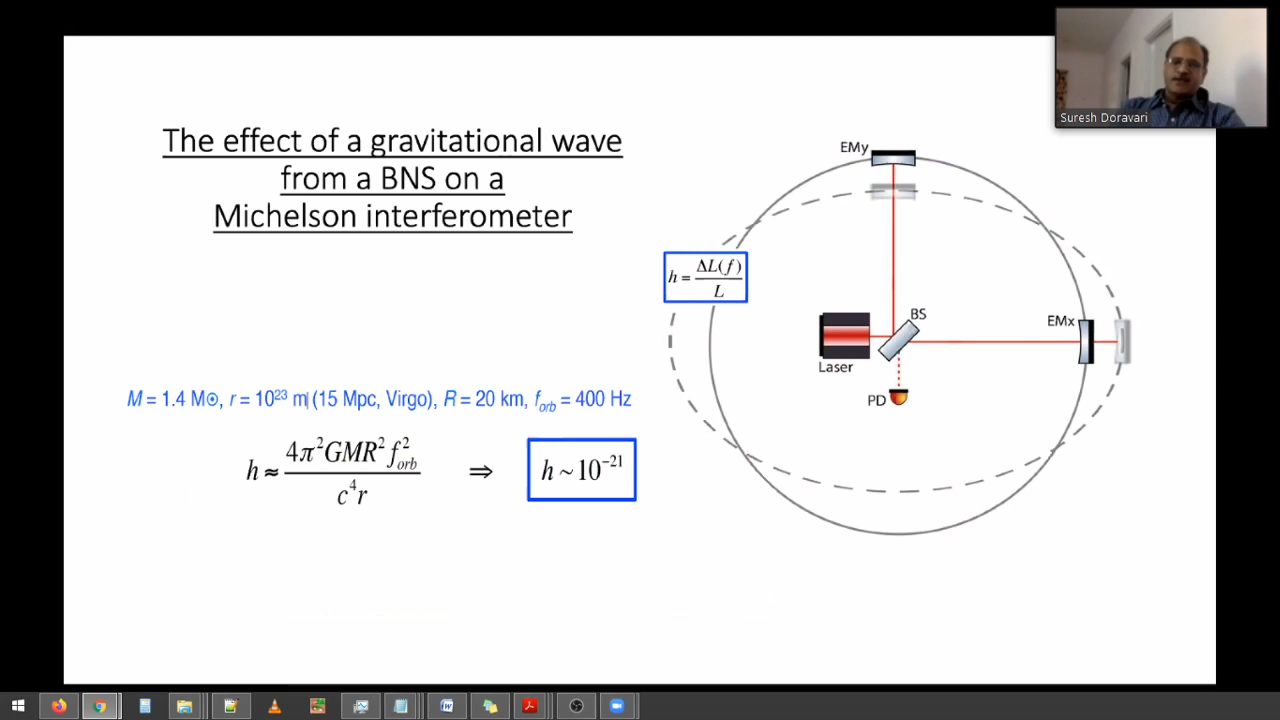 Suresh Doravari
The effect of a gravitational wave
from a BNS on a
Michelson interferometer
EMy
h = ΔL(f) / L
BS
EMx
Laser
PD
M = 1.4 M⊙, r = 10²³ m (15 Mpc, Virgo), R = 20 km, f_orb = 400 Hz
h ≈ 4π²GMR²f²_orb / c⁴r ⇒ h ~ 10⁻²¹